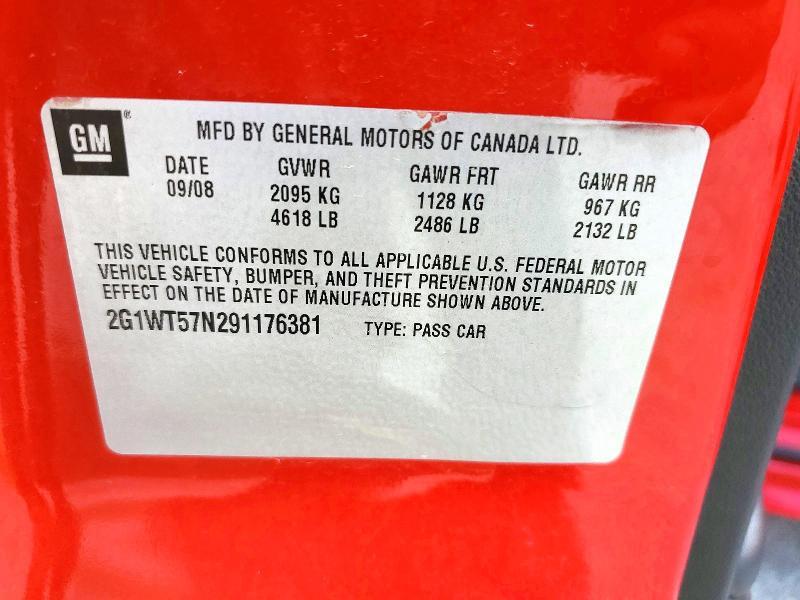 GM®
MFD BY GENERAL MOTORS OF CANADA LTD.
DATE GVWR GAWR FRT GAWR RR
09/08 2095 KG 1128 KG 967 KG
4618 LB 2486 LB 2132 LB
THIS VEHICLE CONFORMS TO ALL APPLICABLE U.S. FEDERAL MOTOR
VEHICLE SAFETY, BUMPER, AND THEFT PREVENTION STANDARDS IN
EFFECT ON THE DATE OF MANUFACTURE SHOWN ABOVE.
2G1WT57N291176381 TYPE: PASS CAR